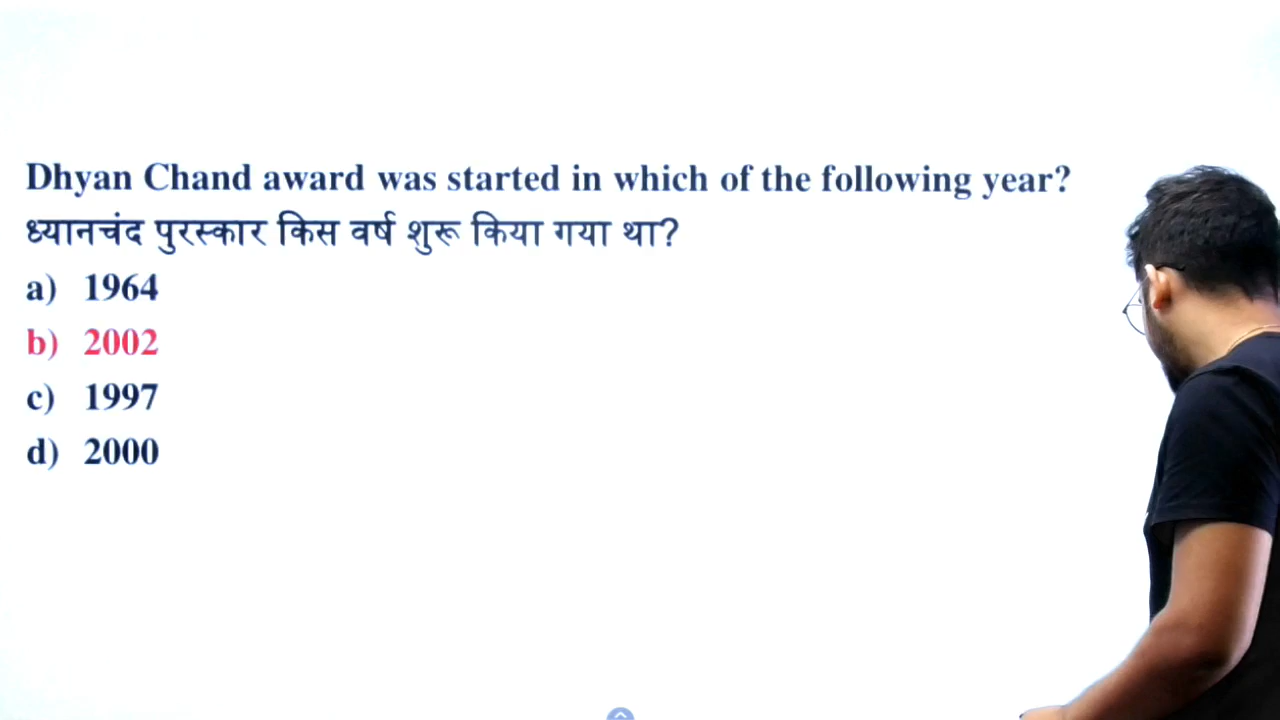 Dhyan Chand award was started in which of the following year?
ध्यानचंद पुरस्कार किस वर्ष शुरू किया गया था?
a) 1964
b) 2002
c) 1997
d) 2000